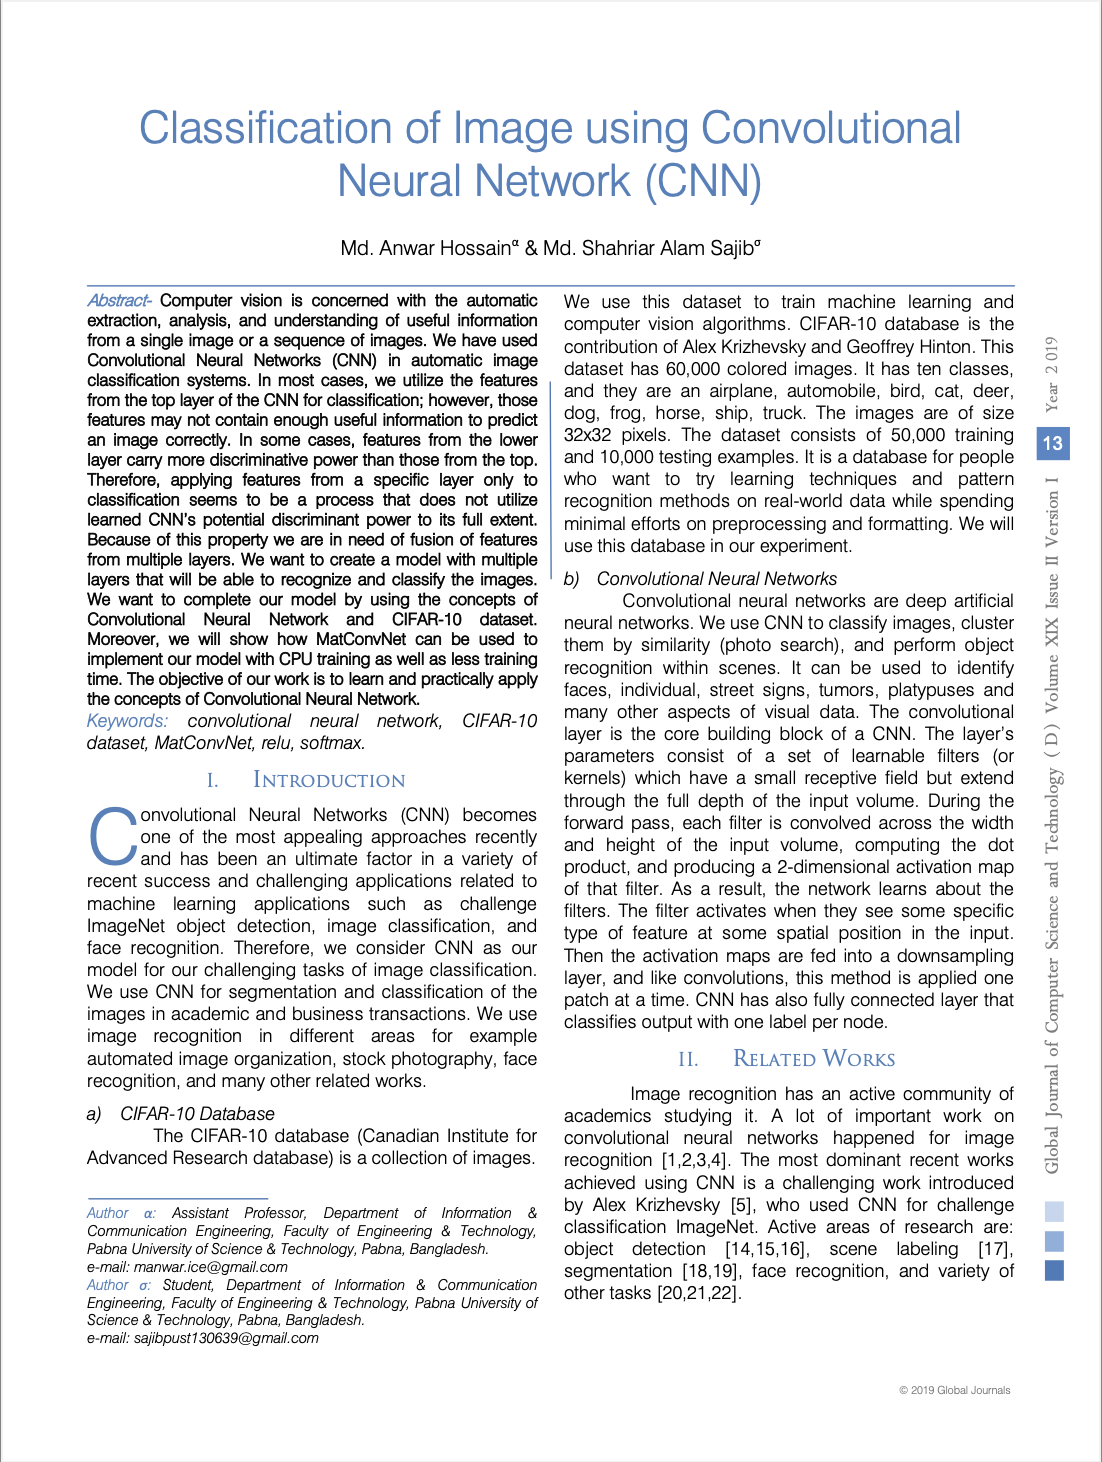 Classification of Image using Convolutional
Neural Network (CNN)
Md. Anwar Hossainα & Md. Shahriar Alam Sajibσ
Abstract- Computer vision is concerned with the automatic
extraction, analysis, and understanding of useful information
from a single image or a sequence of images. We have used
Convolutional Neural Networks (CNN) in automatic image
classification systems. In most cases, we utilize the features
from the top layer of the CNN for classification; however, those
features may not contain enough useful information to predict
an image correctly. In some cases, features from the lower
layer carry more discriminative power than those from the top.
Therefore, applying features from a specific layer only to
classification seems to be a process that does not utilize
learned CNN's potential discriminant power to its full extent.
Because of this property we are in need of fusion of features
from multiple layers. We want to create a model with multiple
layers that will be able to recognize and classify the images.
We want to complete our model by using the concepts of
Convolutional Neural Network and CIFAR-10 dataset.
Moreover, we will show how MatConvNet can be used to
implement our model with CPU training as well as less training
time. The objective of our work is to learn and practically apply
the concepts of Convolutional Neural Network.
Keywords: convolutional neural network, CIFAR-10
dataset, MatConvNet, relu, softmax.
I. Introduction
Convolutional Neural Networks (CNN) becomes
one of the most appealing approaches recently
and has been an ultimate factor in a variety of
recent success and challenging applications related to
machine learning applications such as challenge
ImageNet object detection, image classification, and
face recognition. Therefore, we consider CNN as our
model for our challenging tasks of image classification.
We use CNN for segmentation and classification of the
images in academic and business transactions. We use
image recognition in different areas for example
automated image organization, stock photography, face
recognition, and many other related works.
a) CIFAR-10 Database
The CIFAR-10 database (Canadian Institute for
Advanced Research database) is a collection of images.
Author α: Assistant Professor, Department of Information &
Communication Engineering, Faculty of Engineering & Technology,
Pabna University of Science & Technology, Pabna, Bangladesh.
e-mail: manwar.ice@gmail.com
Author σ: Student, Department of Information & Communication
Engineering, Faculty of Engineering & Technology, Pabna University of
Science & Technology, Pabna, Bangladesh.
e-mail: sajibpust130639@gmail.com
We use this dataset to train machine learning and
computer vision algorithms. CIFAR-10 database is the
contribution of Alex Krizhevsky and Geoffrey Hinton. This
dataset has 60,000 colored images. It has ten classes,
and they are an airplane, automobile, bird, cat, deer,
dog, frog, horse, ship, truck. The images are of size
32x32 pixels. The dataset consists of 50,000 training
and 10,000 testing examples. It is a database for people
who want to try learning techniques and pattern
recognition methods on real-world data while spending
minimal efforts on preprocessing and formatting. We will
use this database in our experiment.
b) Convolutional Neural Networks
Convolutional neural networks are deep artificial
neural networks. We use CNN to classify images, cluster
them by similarity (photo search), and perform object
recognition within scenes. It can be used to identify
faces, individual, street signs, tumors, platypuses and
many other aspects of visual data. The convolutional
layer is the core building block of a CNN. The layer's
parameters consist of a set of learnable filters (or
kernels) which have a small receptive field but extend
through the full depth of the input volume. During the
forward pass, each filter is convolved across the width
and height of the input volume, computing the dot
product, and producing a 2-dimensional activation map
of that filter. As a result, the network learns about the
filters. The filter activates when they see some specific
type of feature at some spatial position in the input.
Then the activation maps are fed into a downsampling
layer, and like convolutions, this method is applied one
patch at a time. CNN has also fully connected layer that
classifies output with one label per node.
II. Related Works
Image recognition has an active community of
academics studying it. A lot of important work on
convolutional neural networks happened for image
recognition [1,2,3,4]. The most dominant recent works
achieved using CNN is a challenging work introduced
by Alex Krizhevsky [5], who used CNN for challenge
classification ImageNet. Active areas of research are:
object detection [14,15,16], scene labeling [17],
segmentation [18,19], face recognition, and variety of
other tasks [20,21,22].
Global Journal of Computer Science and Technology ( D ) Volume XIX Issue II Version I
13
Year 2019
© 2019 Global Journals